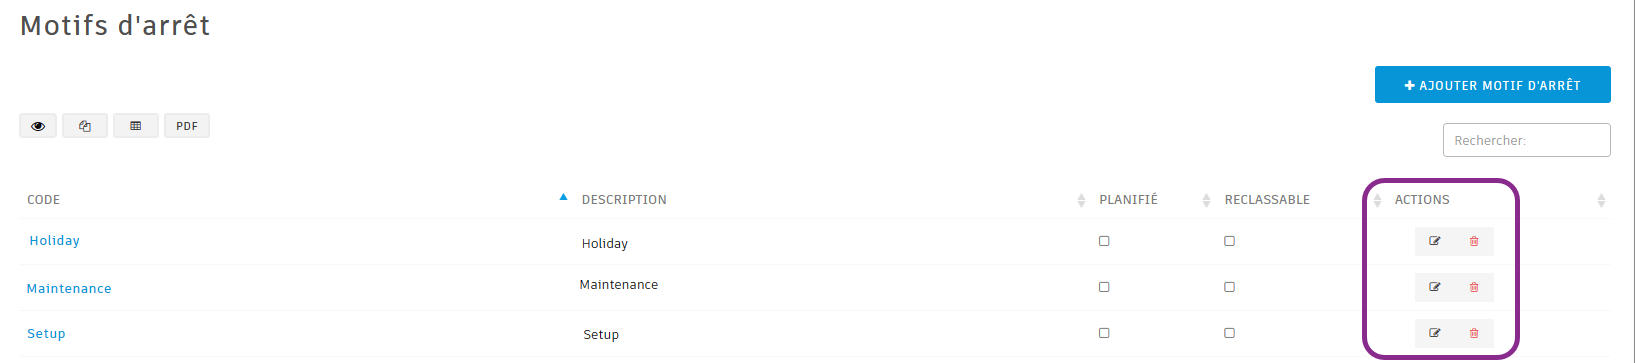 Motifs d'arrêt
AJOUTER MOTIF D'ARRÊT
PDF
Rechercher:
CODE DESCRIPTION PLANIFIÉ RECLASSABLE ACTIONS
Holiday Holiday
Maintenance Maintenance
Setup Setup